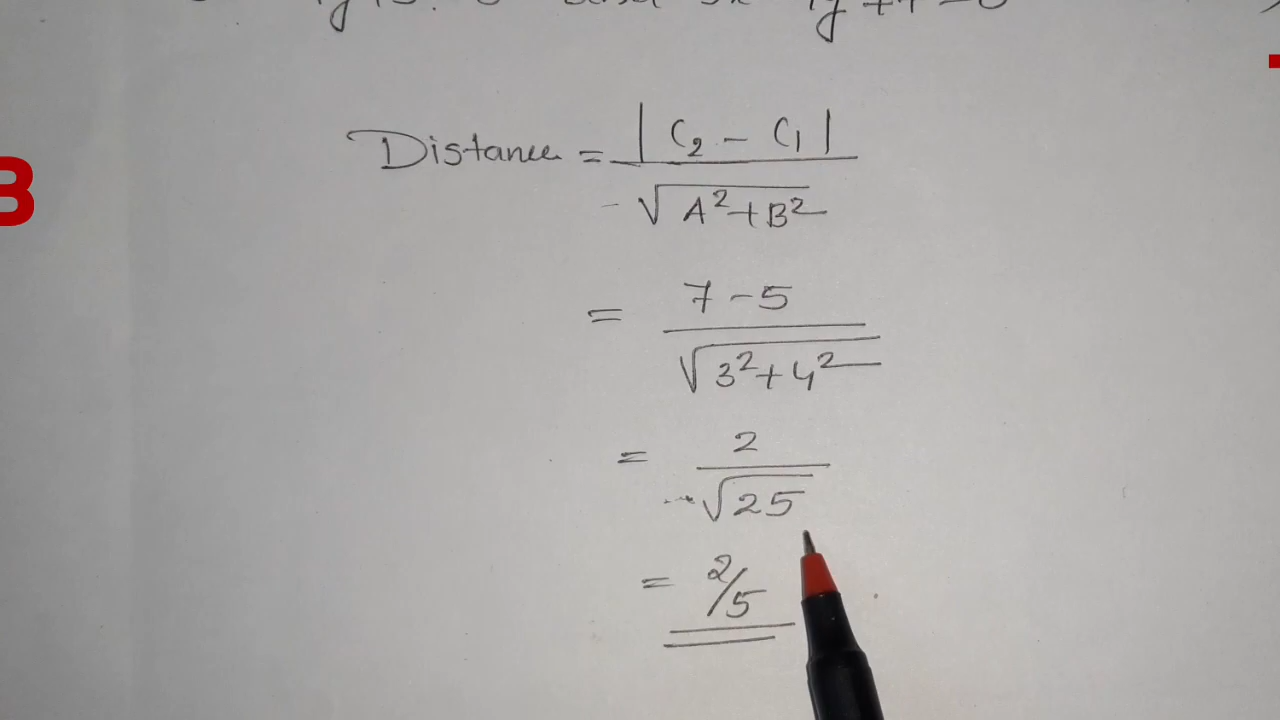 Distance = | C₂ - C₁ | / √A²+B²
= 7 - 5 / √3²+4²
B
= 2 / √25
= 2/5